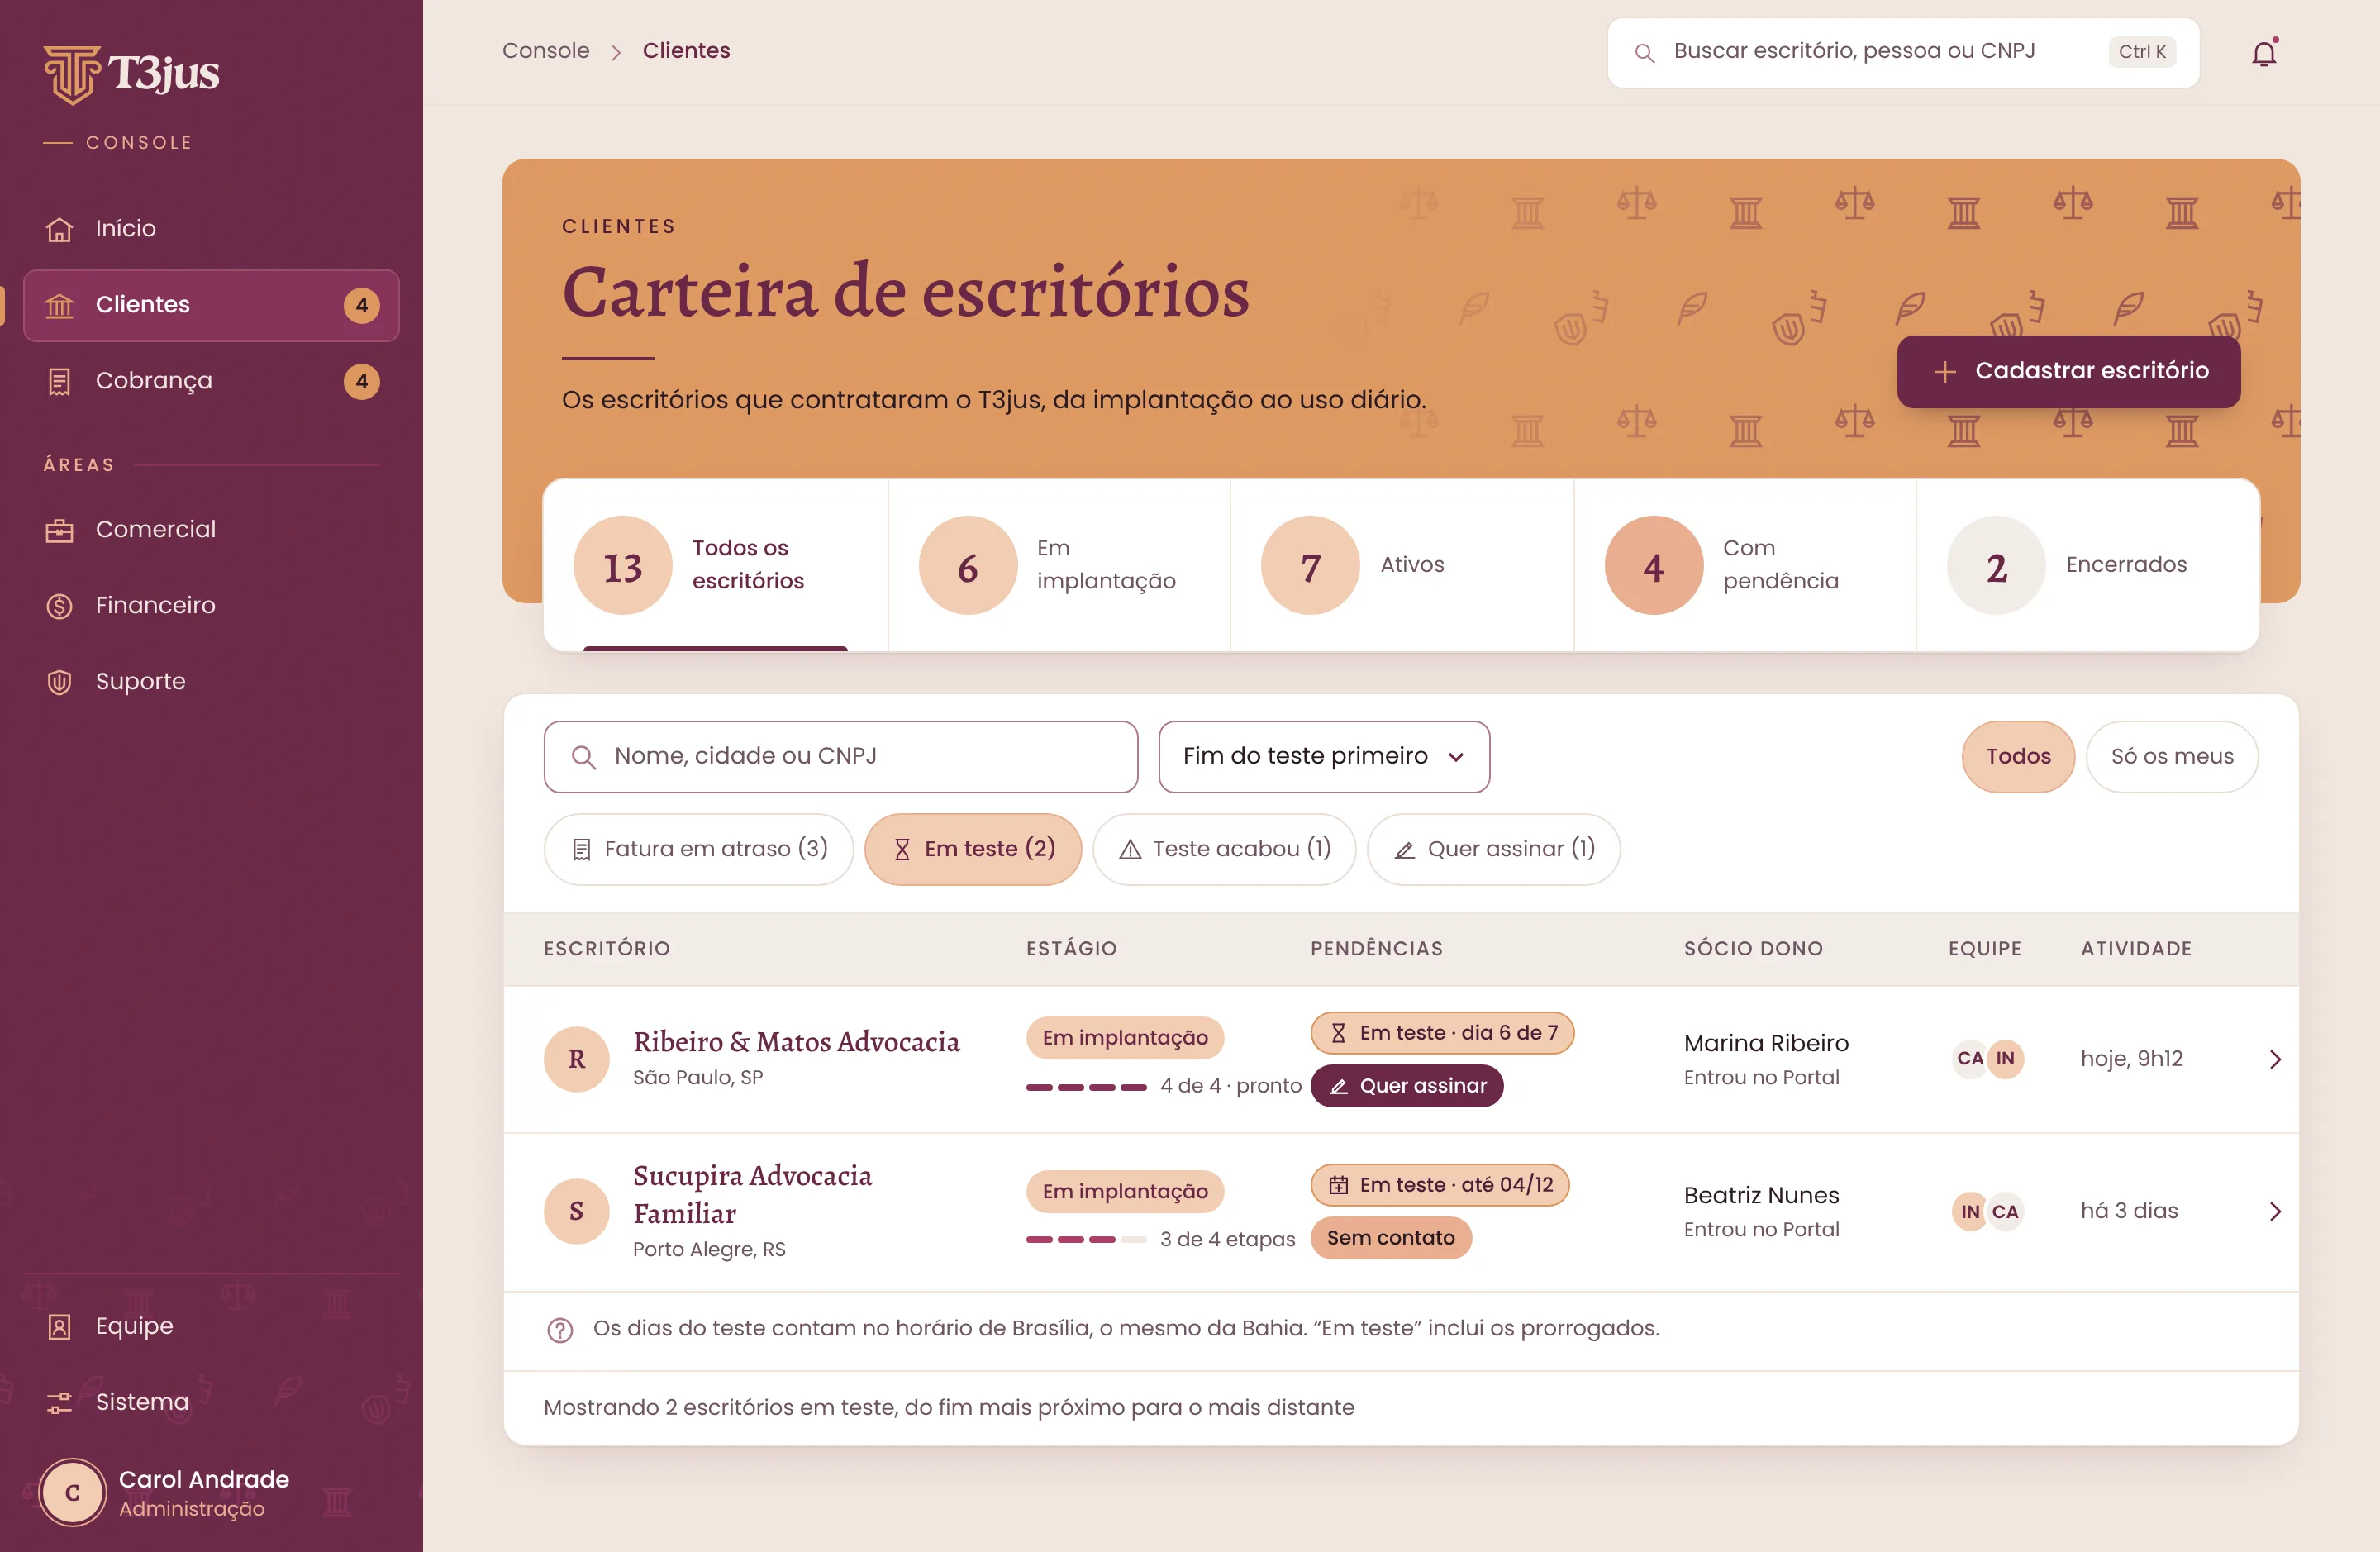 T3jus
CONSOLE
Início
Clientes 4
Cobrança 4
ÁREAS
Comercial
Financeiro
Suporte
Equipe
Sistema
C
Carol Andrade
Administração
Console > Clientes
Buscar escritório, pessoa ou CNPJ Ctrl K
CLIENTES
Carteira de escritórios
Os escritórios que contrataram o T3jus, da implantação ao uso diário.
+ Cadastrar escritório
13 Todos os
escritórios
6 Em
implantação
7 Ativos
4 Com
pendência
2 Encerrados
Nome, cidade ou CNPJ
Fim do teste primeiro
Todos
Só os meus
Fatura em atraso (3)
Em teste (2)
Teste acabou (1)
Quer assinar (1)
ESCRITÓRIO ESTÁGIO PENDÊNCIAS SÓCIO DONO EQUIPE ATIVIDADE
R
Ribeiro & Matos Advocacia
São Paulo, SP
Em implantação
4 de 4 · pronto
Em teste · dia 6 de 7
Quer assinar
Marina Ribeiro
Entrou no Portal
CA IN
hoje, 9h12
S
Sucupira Advocacia
Familiar
Porto Alegre, RS
Em implantação
3 de 4 etapas
Em teste · até 04/12
Sem contato
Beatriz Nunes
Entrou no Portal
IN CA
há 3 dias
Os dias do teste contam no horário de Brasília, o mesmo da Bahia. “Em teste” inclui os prorrogados.
Mostrando 2 escritórios em teste, do fim mais próximo para o mais distante